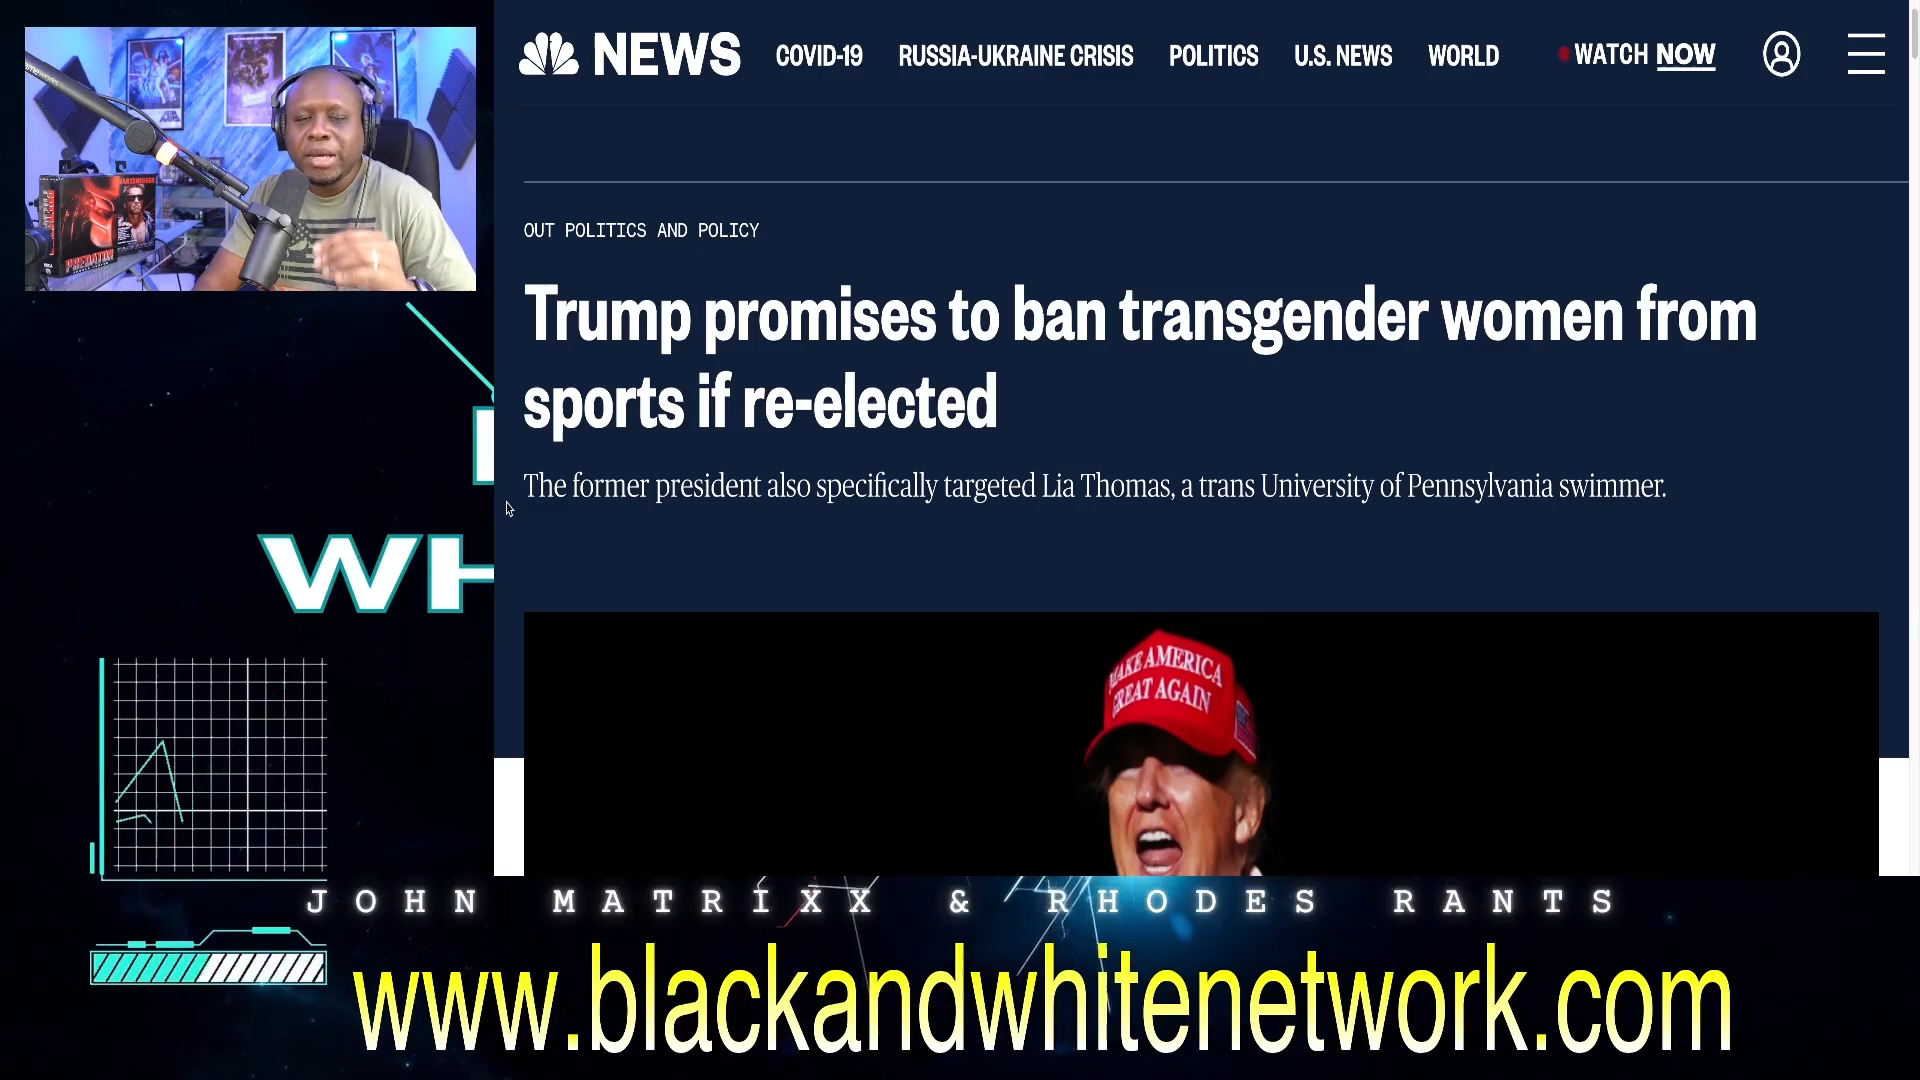 NEWS
COVID-19
RUSSIA-UKRAINE CRISIS
POLITICS
U.S. NEWS
WORLD
WATCH NOW
OUT POLITICS AND POLICY
Trump promises to ban transgender women from
sports if re-elected
The former president also specifically targeted Lia Thomas, a trans University of Pennsylvania swimmer.
WH
PREDATOR
MAKE AMERICA
GREAT AGAIN
JOHN MATRIXX & RHODES RANTS
www.blackandwhitenetwork.com